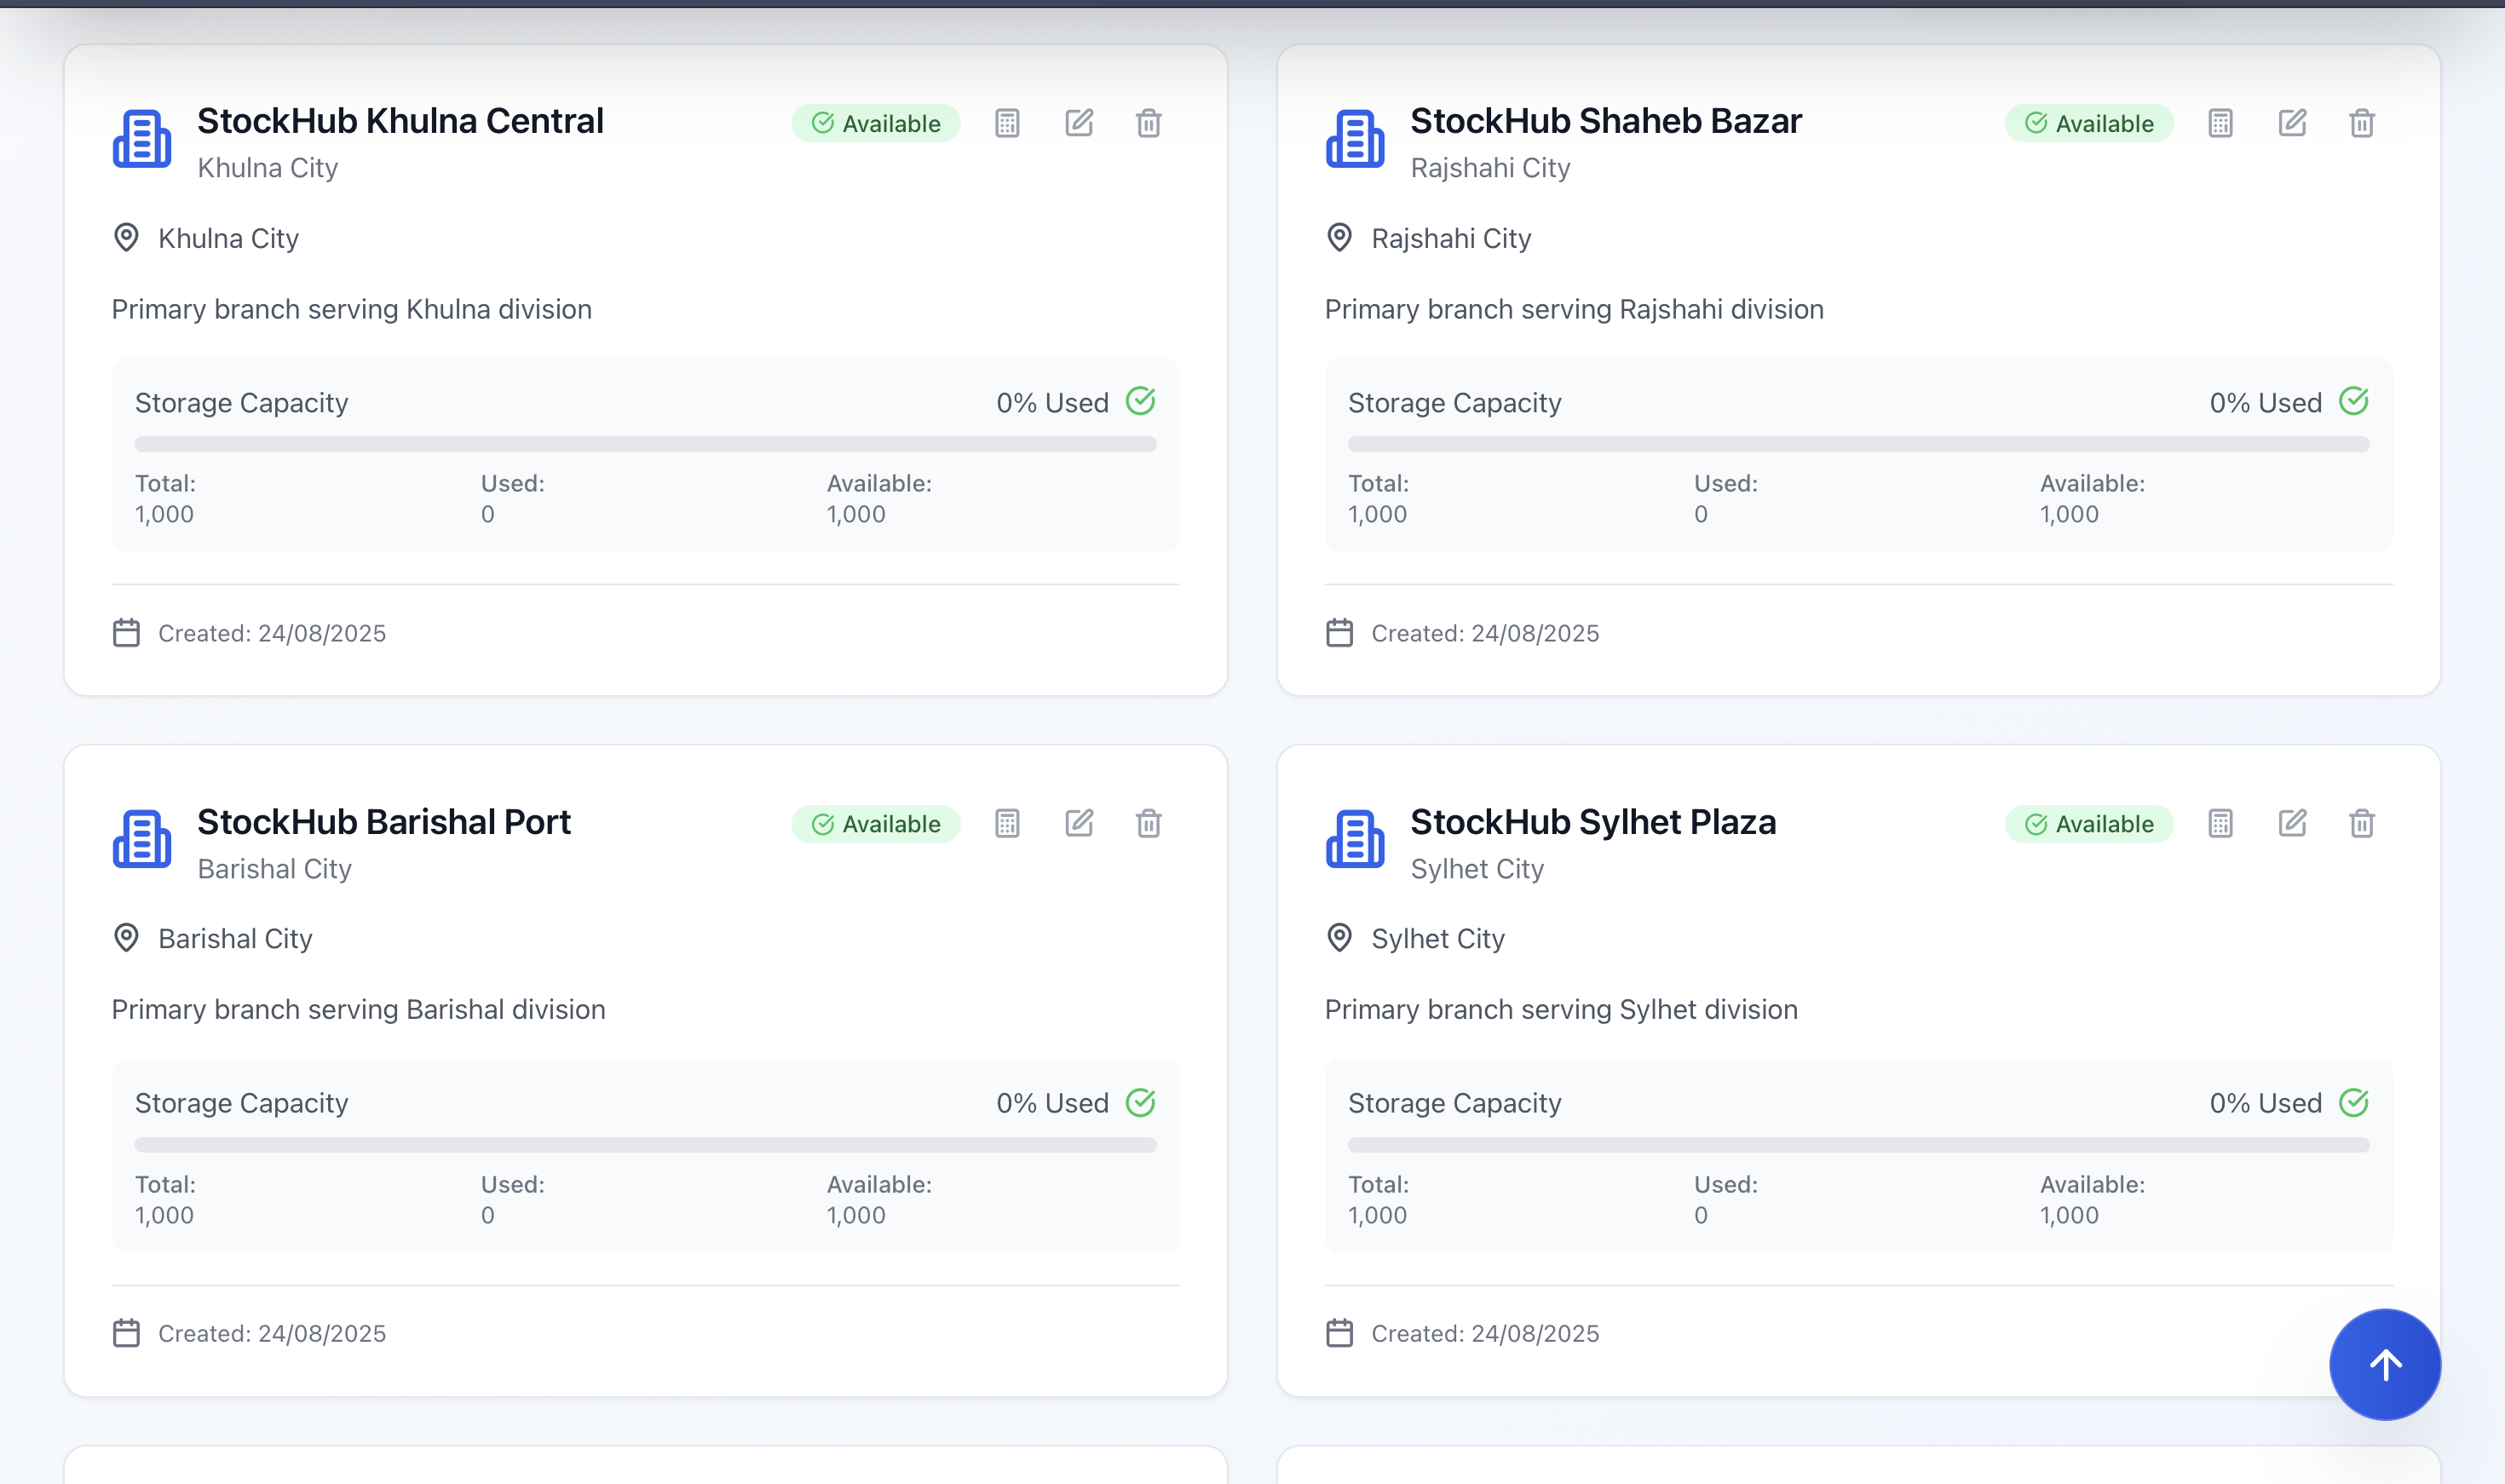 StockHub Khulna Central
Available
Khulna City
Khulna City
Primary branch serving Khulna division
Storage Capacity
0% Used
Total:
Used:
Available:
1,000
0
1,000
Created: 24/08/2025
StockHub Shaheb Bazar
Available
Rajshahi City
Rajshahi City
Primary branch serving Rajshahi division
Storage Capacity
0% Used
Total:
Used:
Available:
1,000
0
1,000
Created: 24/08/2025
StockHub Barishal Port
Available
Barishal City
Barishal City
Primary branch serving Barishal division
Storage Capacity
0% Used
Total:
Used:
Available:
1,000
0
1,000
Created: 24/08/2025
StockHub Sylhet Plaza
Available
Sylhet City
Sylhet City
Primary branch serving Sylhet division
Storage Capacity
0% Used
Total:
Used:
Available:
1,000
0
1,000
Created: 24/08/2025